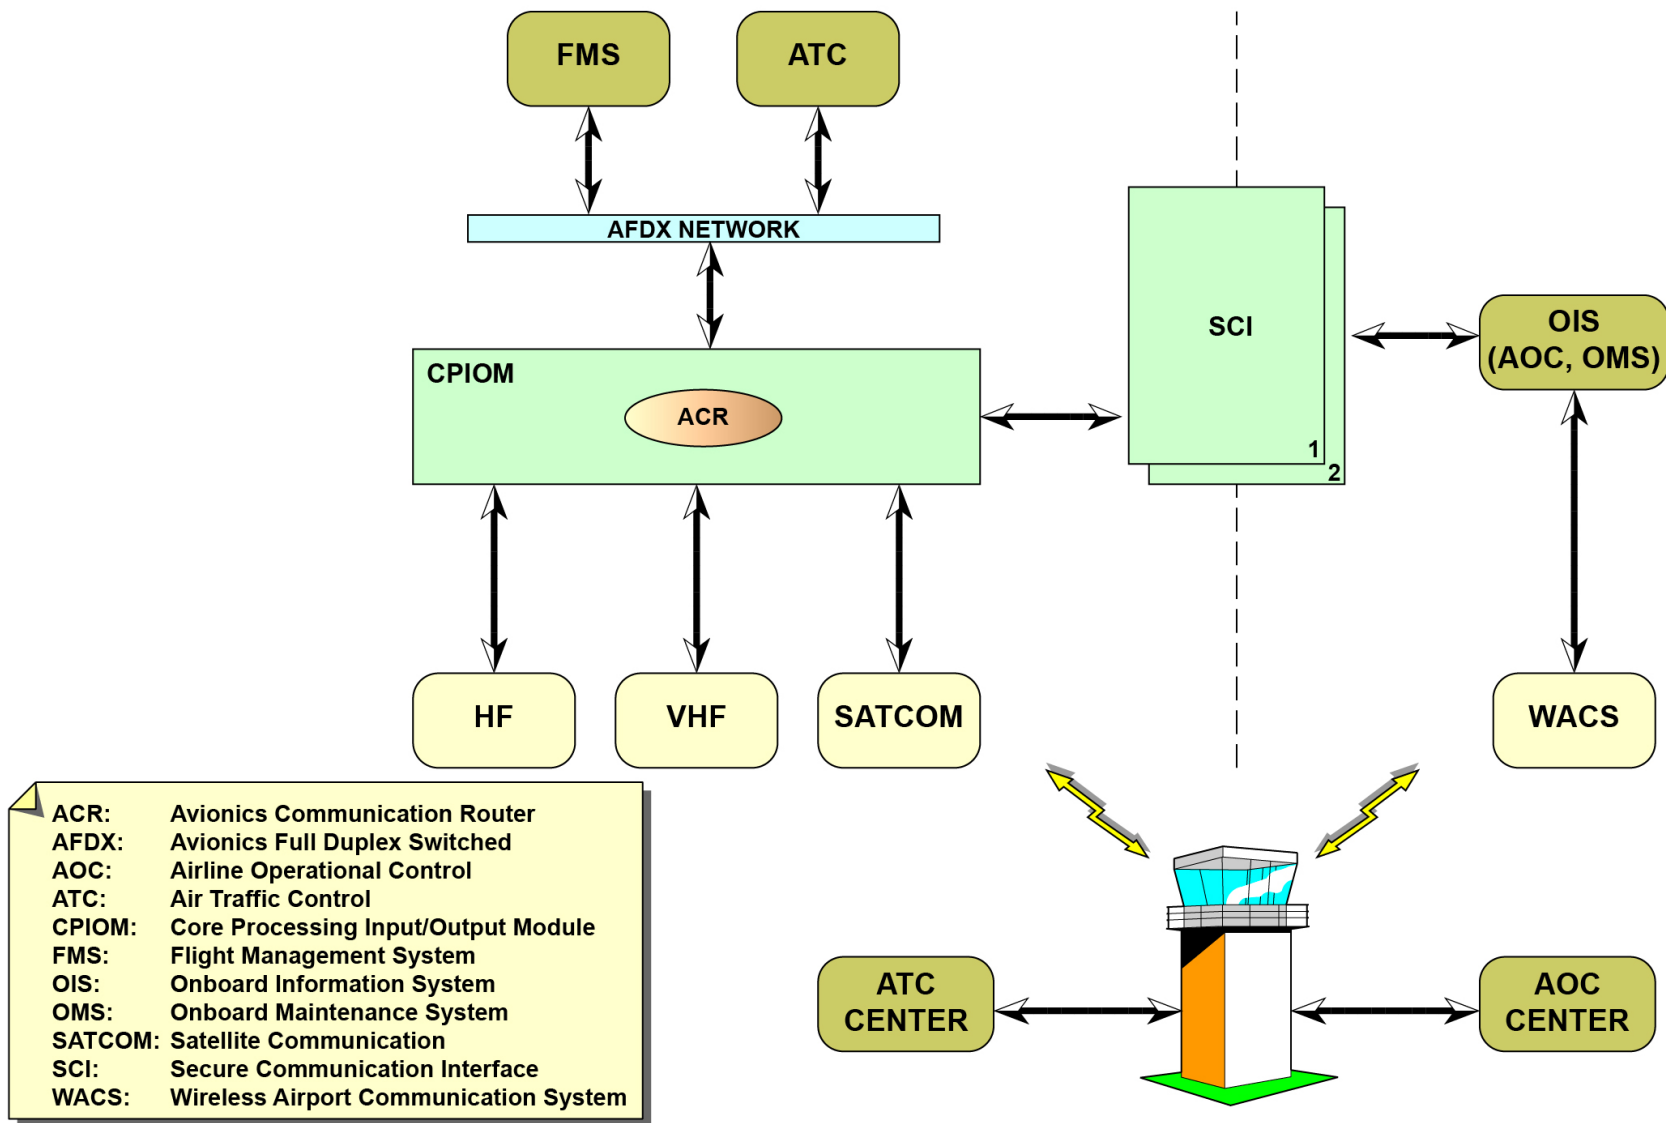 FMS
ATC
AFDX NETWORK
CPIOM
ACR
SCI
1
2
OIS
(AOC, OMS)
HF
VHF
SATCOM
WACS
ACR: Avionics Communication Router
AFDX: Avionics Full Duplex Switched
AOC: Airline Operational Control
ATC: Air Traffic Control
CPIOM: Core Processing Input/Output Module
FMS: Flight Management System
OIS: Onboard Information System
OMS: Onboard Maintenance System
SATCOM: Satellite Communication
SCI: Secure Communication Interface
WACS: Wireless Airport Communication System
ATC
CENTER
AOC
CENTER